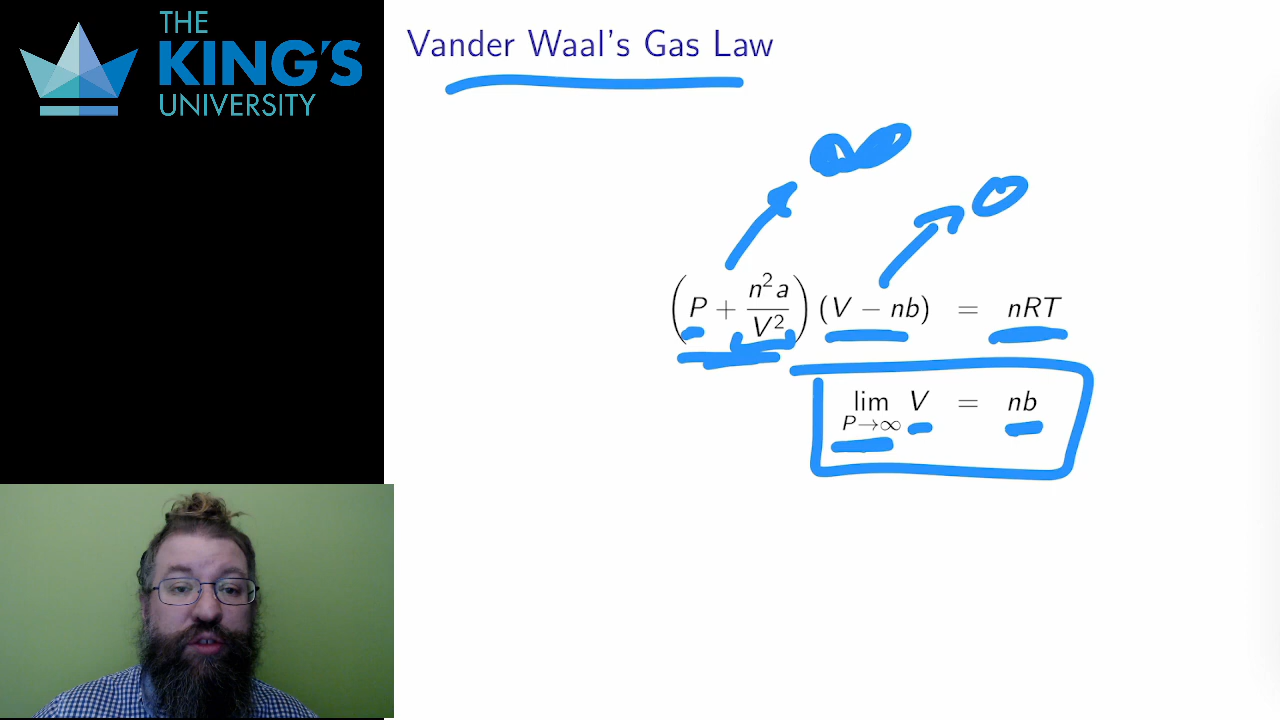 THE
KING'S
UNIVERSITY
Vander Waal's Gas Law
∞
0
(P + n²a/V²) (V − nb) = nRT
lim P→∞ V = nb